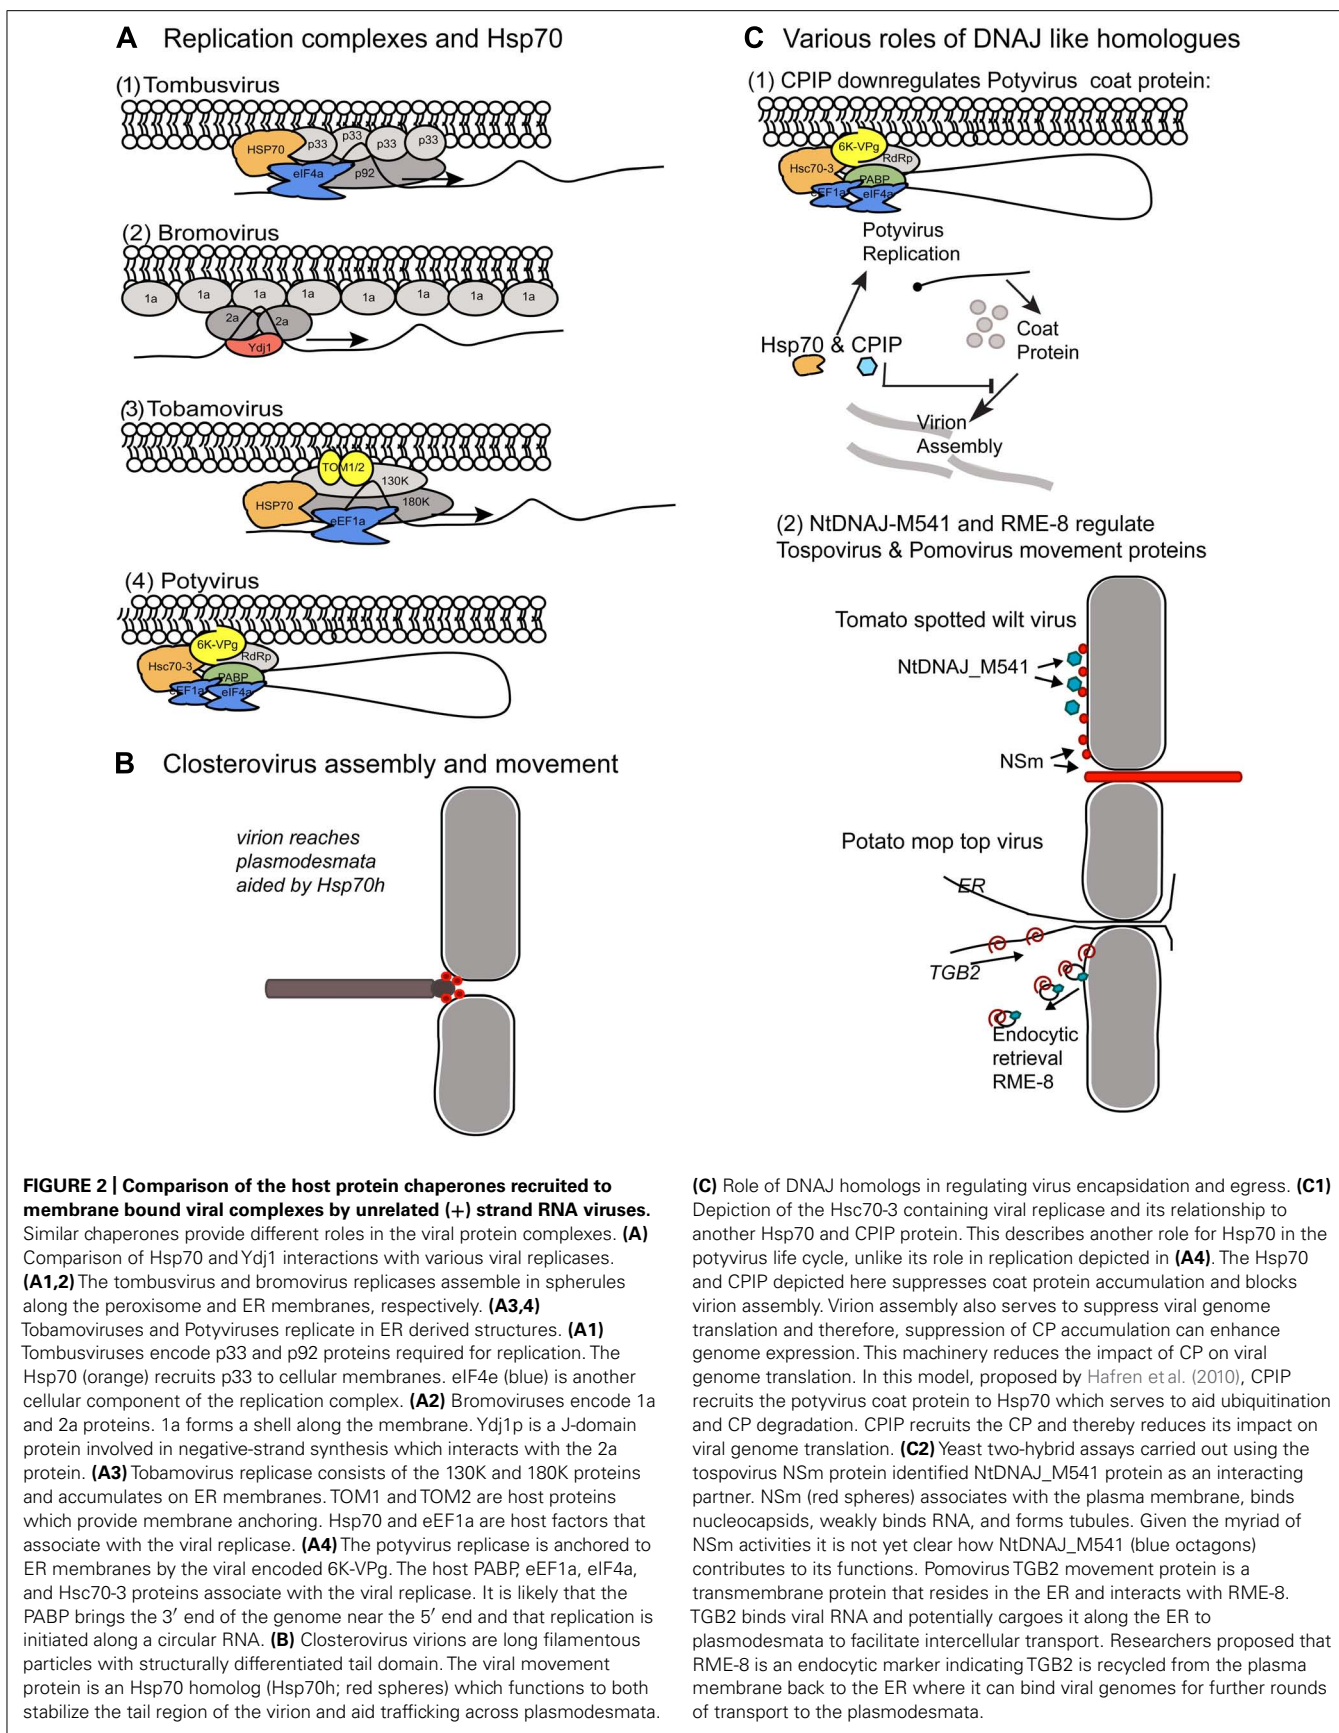 A Replication complexes and Hsp70
(1) Tombusvirus
HSP70
p33
p33
p33
p33
eIF4a
p92
(2) Bromovirus
1a
1a
1a
1a
1a
1a
1a
1a
2a
2a
Ydj1
(3) Tobamovirus
TOM1/2
130K
HSP70
180K
eEF1a
(4) Potyvirus
6K-VPg
RdRp
Hsc70-3
PABP
eEF1a
eIF4a
B Closterovirus assembly and movement
virion reaches
plasmodesmata
aided by Hsp70h
C Various roles of DNAJ like homologues
(1) CPIP downregulates Potyvirus coat protein:
6K-VPg
RdRp
Hsc70-3
PABP
eEF1a
eIF4a
Potyvirus
Replication
Coat
Protein
Hsp70 & CPIP
Virion
Assembly
(2) NtDNAJ-M541 and RME-8 regulate
Tospovirus & Pomovirus movement proteins
Tomato spotted wilt virus
NtDNAJ_M541
NSm
Potato mop top virus
ER
TGB2
Endocytic
retrieval
RME-8
FIGURE 2 | Comparison of the host protein chaperones recruited to
membrane bound viral complexes by unrelated (+) strand RNA viruses.
Similar chaperones provide different roles in the viral protein complexes. (A)
Comparison of Hsp70 and Ydj1 interactions with various viral replicases.
(A1,2) The tombusvirus and bromovirus replicases assemble in spherules
along the peroxisome and ER membranes, respectively. (A3,4)
Tobamoviruses and Potyviruses replicate in ER derived structures. (A1)
Tombusviruses encode p33 and p92 proteins required for replication. The
Hsp70 (orange) recruits p33 to cellular membranes. eIF4e (blue) is another
cellular component of the replication complex. (A2) Bromoviruses encode 1a
and 2a proteins. 1a forms a shell along the membrane. Ydj1p is a J-domain
protein involved in negative-strand synthesis which interacts with the 2a
protein. (A3) Tobamovirus replicase consists of the 130K and 180K proteins
and accumulates on ER membranes. TOM1 and TOM2 are host proteins
which provide membrane anchoring. Hsp70 and eEF1a are host factors that
associate with the viral replicase. (A4) The potyvirus replicase is anchored to
ER membranes by the viral encoded 6K-VPg. The host PABP, eEF1a, eIF4a,
and Hsc70-3 proteins associate with the viral replicase. It is likely that the
PABP brings the 3′ end of the genome near the 5′ end and that replication is
initiated along a circular RNA. (B) Closterovirus virions are long filamentous
particles with structurally differentiated tail domain. The viral movement
protein is an Hsp70 homolog (Hsp70h; red spheres) which functions to both
stabilize the tail region of the virion and aid trafficking across plasmodesmata.
(C) Role of DNAJ homologs in regulating virus encapsidation and egress. (C1)
Depiction of the Hsc70-3 containing viral replicase and its relationship to
another Hsp70 and CPIP protein. This describes another role for Hsp70 in the
potyvirus life cycle, unlike its role in replication depicted in (A4). The Hsp70
and CPIP depicted here suppresses coat protein accumulation and blocks
virion assembly. Virion assembly also serves to suppress viral genome
translation and therefore, suppression of CP accumulation can enhance
genome expression. This machinery reduces the impact of CP on viral
genome translation. In this model, proposed by Hafren et al. (2010), CPIP
recruits the potyvirus coat protein to Hsp70 which serves to aid ubiquitination
and CP degradation. CPIP recruits the CP and thereby reduces its impact on
viral genome translation. (C2) Yeast two-hybrid assays carried out using the
tospovirus NSm protein identified NtDNAJ_M541 protein as an interacting
partner. NSm (red spheres) associates with the plasma membrane, binds
nucleocapsids, weakly binds RNA, and forms tubules. Given the myriad of
NSm activities it is not yet clear how NtDNAJ_M541 (blue octagons)
contributes to its functions. Pomovirus TGB2 movement protein is a
transmembrane protein that resides in the ER and interacts with RME-8.
TGB2 binds viral RNA and potentially cargoes it along the ER to
plasmodesmata to facilitate intercellular transport. Researchers proposed that
RME-8 is an endocytic marker indicating TGB2 is recycled from the plasma
membrane back to the ER where it can bind viral genomes for further rounds
of transport to the plasmodesmata.